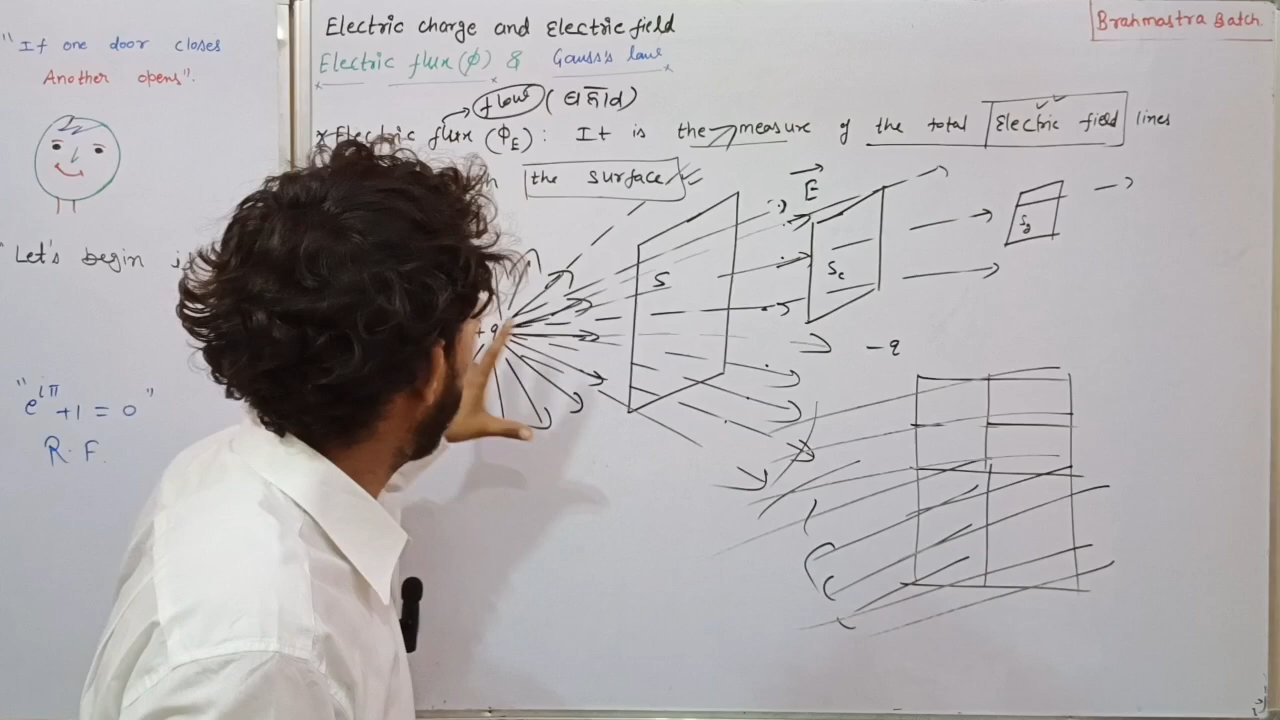 "If one door closes
Another opens".
"Let's begin
"e^iπ +1 = 0"
R. F.
Electric charge and Electric field
Brahmastra Batch.
Electric flux (φ) & Gauss's law
flow (बहाव)
* Electric flux (φE): It is the measure of the total Electric field lines
the surface
E
S
Sc
+q
-q